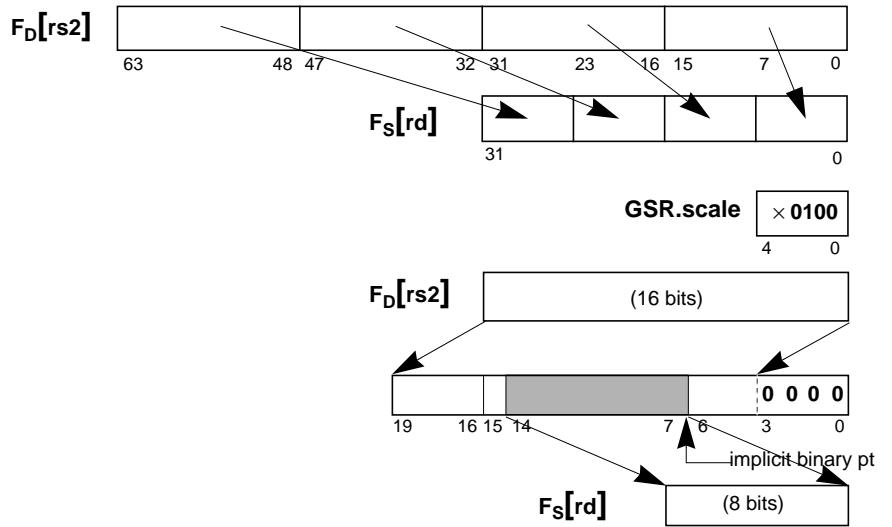 F_D[rs2]
63 48 47 32 31 23 16 15 7 0
F_S[rd]
31 0
GSR.scale × 0100
4 0
F_D[rs2] (16 bits)
0 0 0 0
19 16 15 14 7 6 3 0
implicit binary pt
F_S[rd] (8 bits)